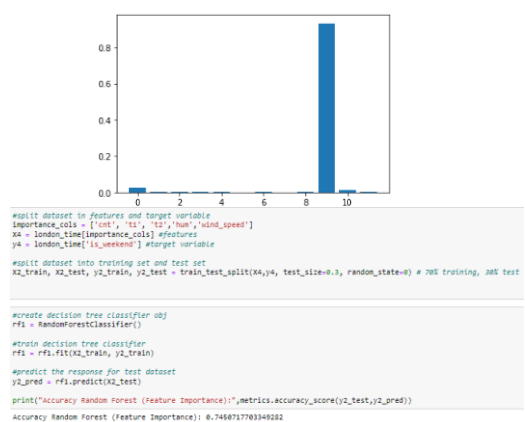 0.8
0.6
0.4
0.2
0.0
0 2 4 6 8 10
#split dataset in features and target variable
importance_cols = ['cnt', 't1', 't2','hum','wind_speed']
X4 = london_time[importance_cols] #features
y4 = london_time['is_weekend'] #target variable
#split dataset into training set and test set
X2_train, X2_test, y2_train, y2_test = train_test_split(X4,y4, test_size=0.3, random_state=0) # 70% training, 30% test
#create decision tree classifier obj
rf1 = RandomForestClassifier()
#train decision tree classifier
rf1 = rf1.fit(X2_train, y2_train)
#predict the response for test dataset
y2_pred = rf1.predict(X2_test)
print("Accuracy Random Forest (Feature Importance):",metrics.accuracy_score(y2_test,y2_pred))
Accuracy Random Forest (Feature Importance): 0.7450717703349282